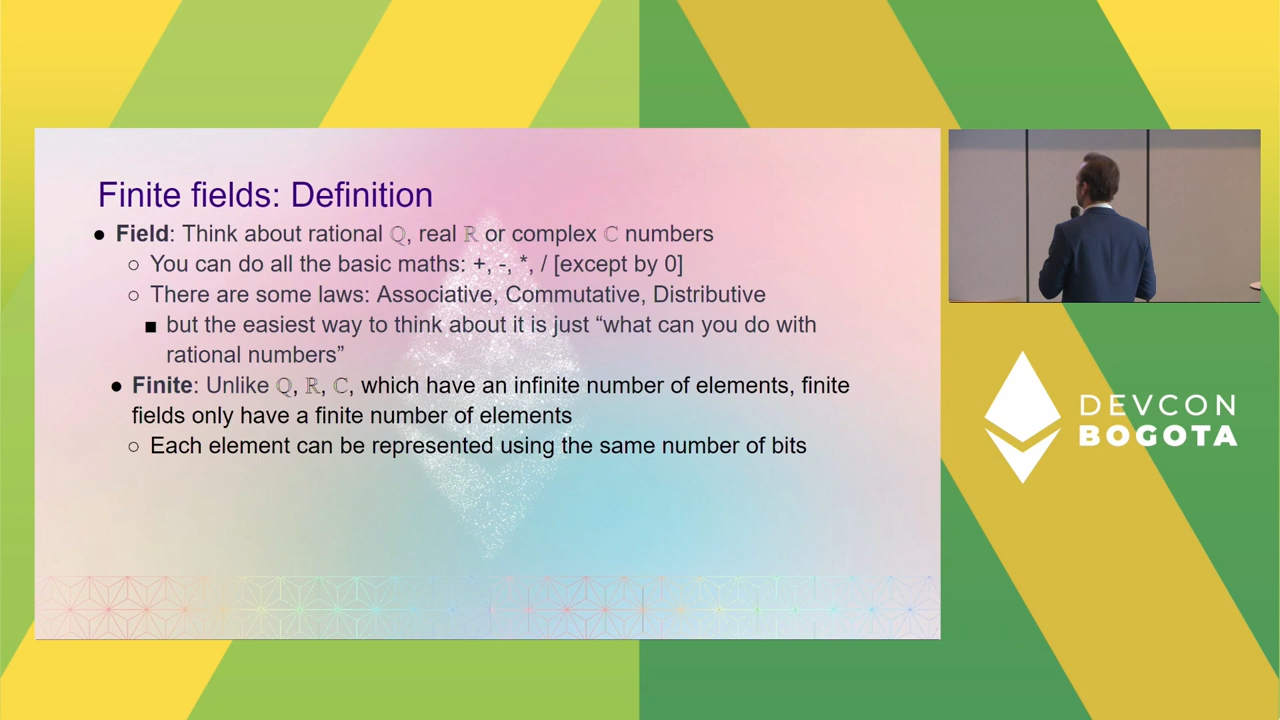 Finite fields: Definition
● Field: Think about rational ℚ, real ℝ or complex ℂ numbers
○ You can do all the basic maths: +, -, *, / [except by 0]
○ There are some laws: Associative, Commutative, Distributive
■ but the easiest way to think about it is just “what can you do with
rational numbers”
● Finite: Unlike ℚ, ℝ, ℂ, which have an infinite number of elements, finite
fields only have a finite number of elements
○ Each element can be represented using the same number of bits
DEVCON
BOGOTA